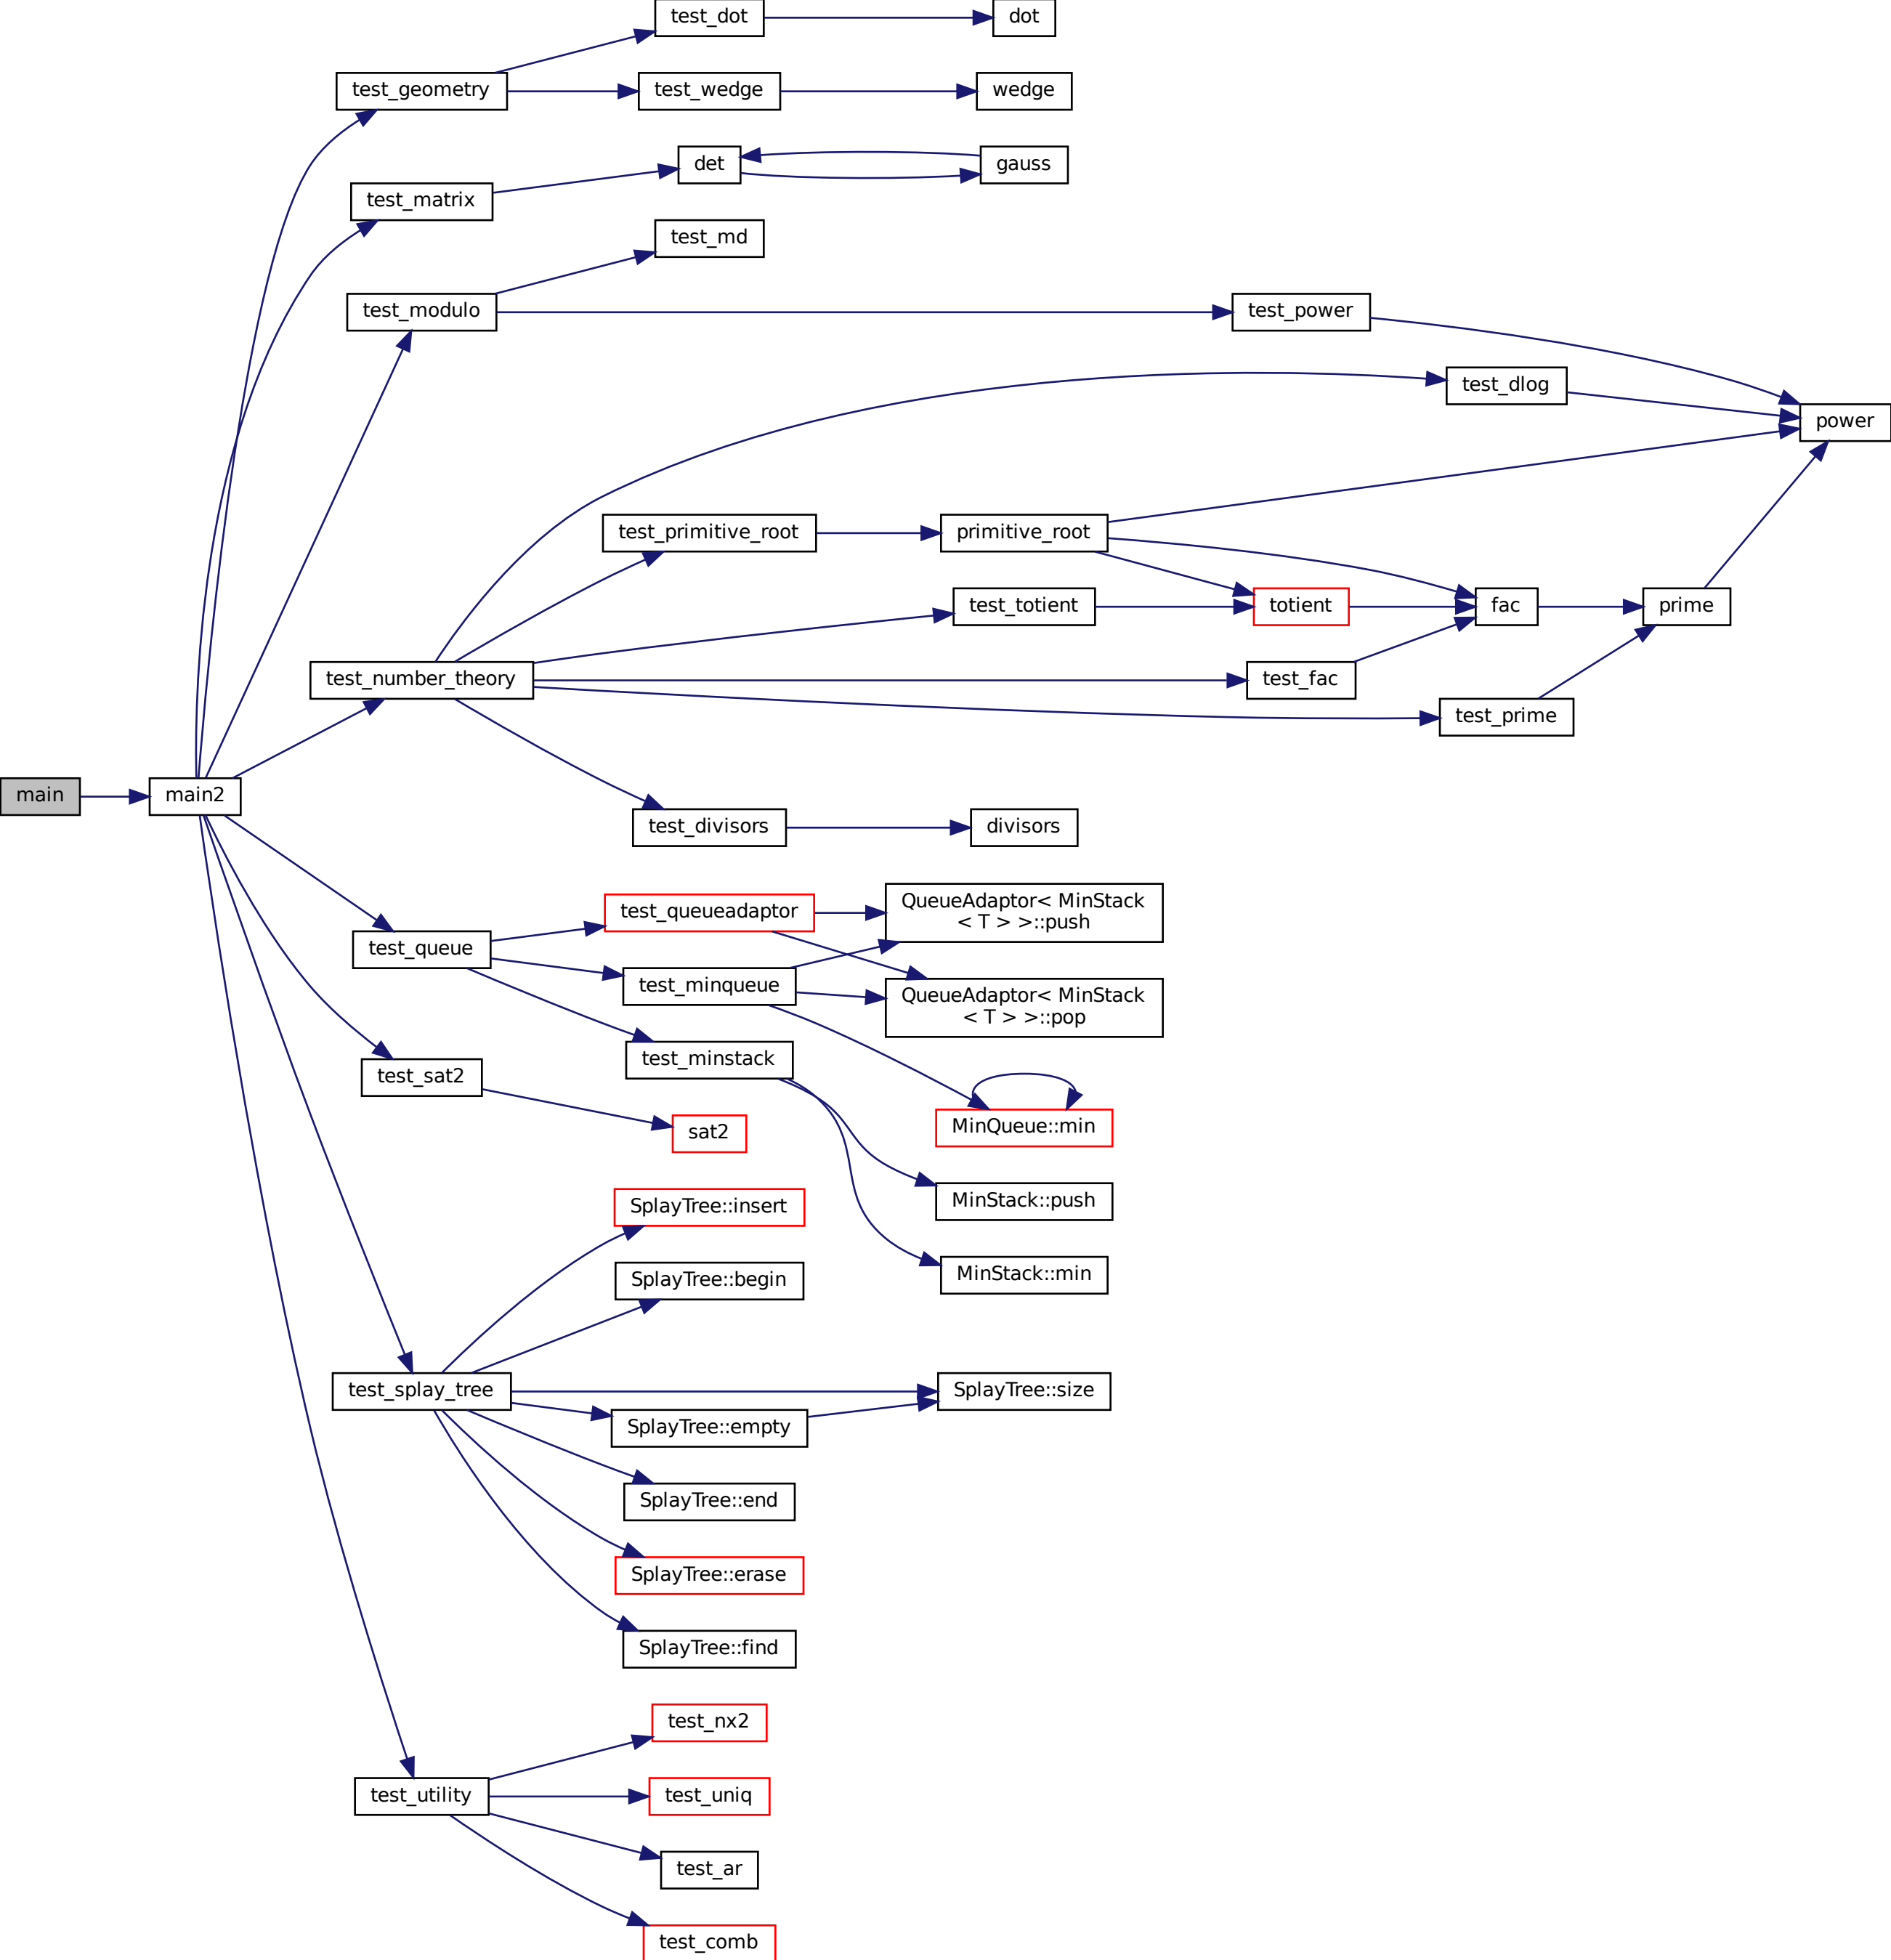 test_dot
dot
test_geometry
test_wedge
wedge
det
gauss
test_matrix
test_md
test_modulo
test_power
test_dlog
power
test_primitive_root
primitive_root
test_totient
totient
fac
prime
test_number_theory
test_fac
test_prime
main
main2
test_divisors
divisors
test_queueadaptor
QueueAdaptor< MinStack
< T > >::push
test_queue
test_minqueue
QueueAdaptor< MinStack
< T > >::pop
test_minstack
test_sat2
MinQueue::min
sat2
MinStack::push
SplayTree::insert
MinStack::min
SplayTree::begin
test_splay_tree
SplayTree::size
SplayTree::empty
SplayTree::end
SplayTree::erase
SplayTree::find
test_nx2
test_utility
test_uniq
test_ar
test_comb